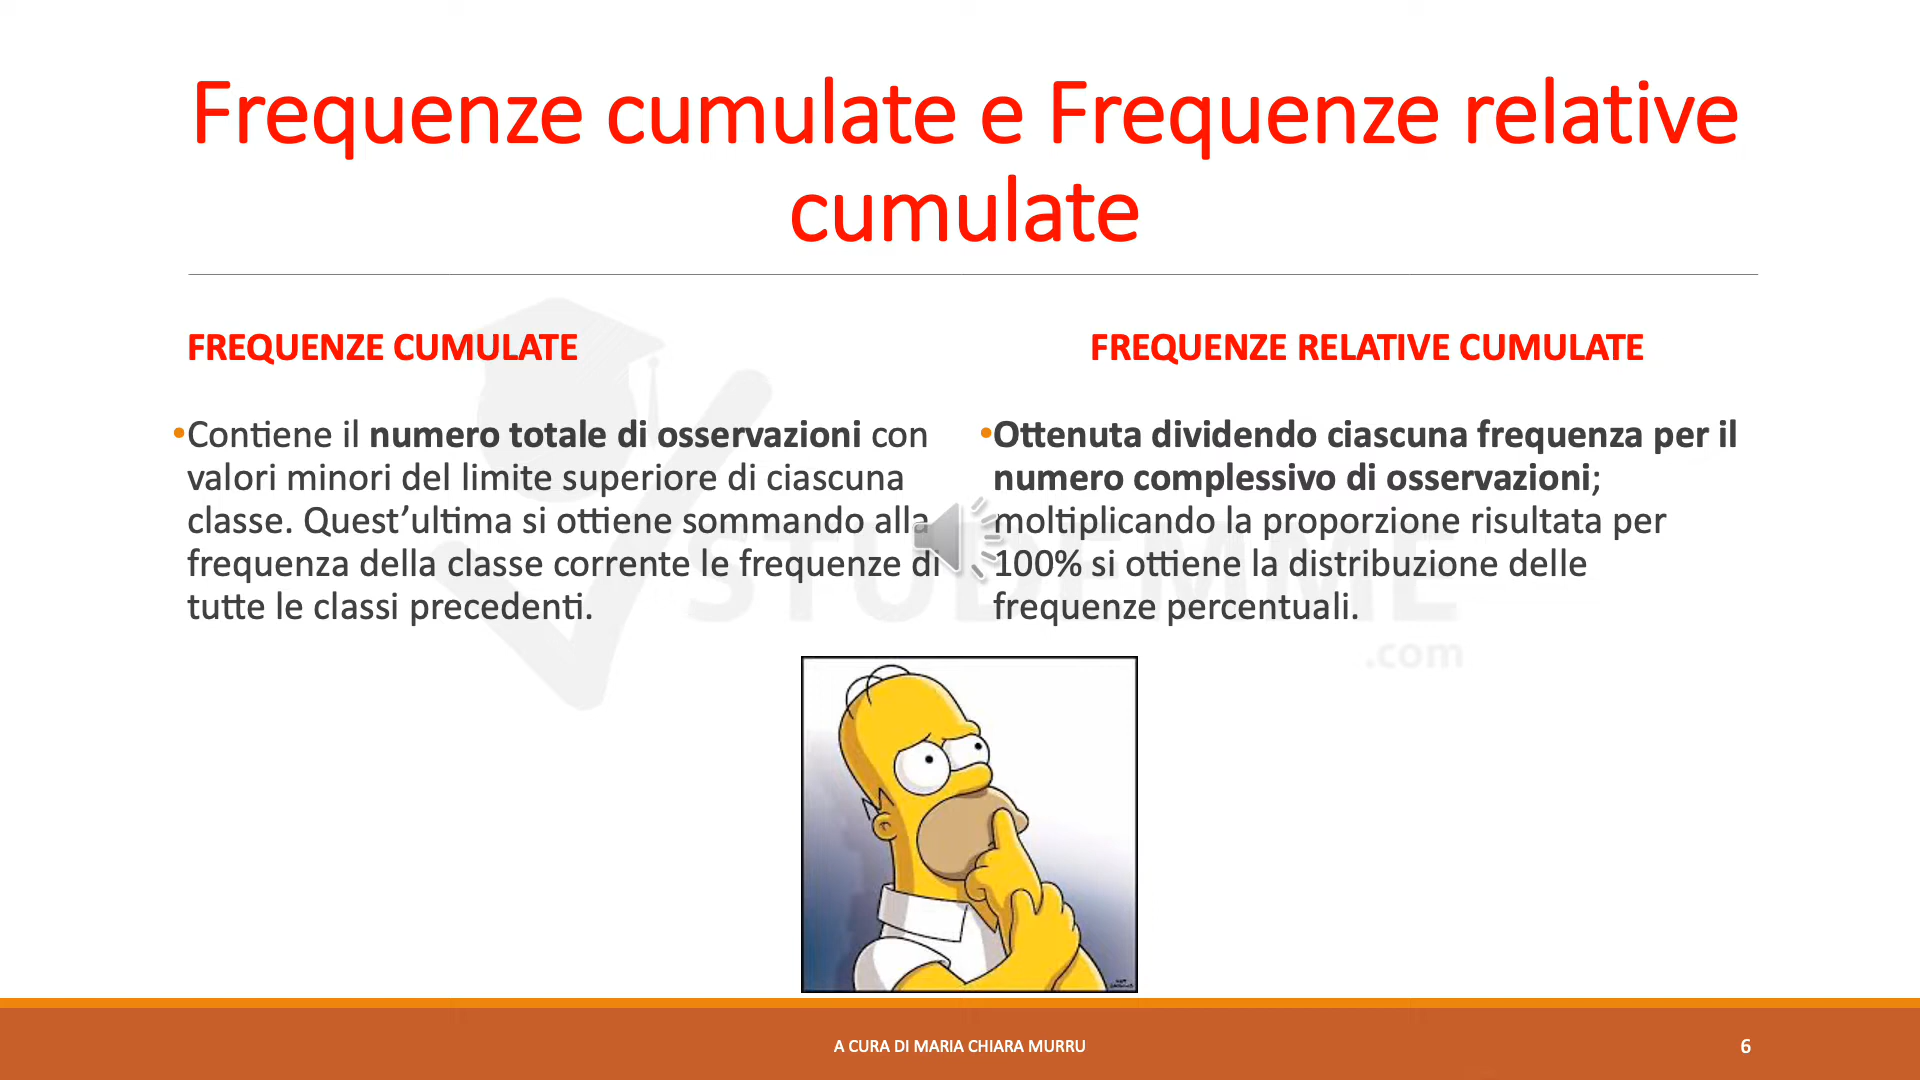 Frequenze cumulate e Frequenze relative
cumulate
FREQUENZE CUMULATE
•Contiene il numero totale di osservazioni con
valori minori del limite superiore di ciascuna
classe. Quest’ultima si ottiene sommando alla
frequenza della classe corrente le frequenze di
tutte le classi precedenti.
FREQUENZE RELATIVE CUMULATE
•Ottenuta dividendo ciascuna frequenza per il
numero complessivo di osservazioni;
moltiplicando la proporzione risultata per
100% si ottiene la distribuzione delle
frequenze percentuali.
STUDEMME
.com
A CURA DI MARIA CHIARA MURRU
6